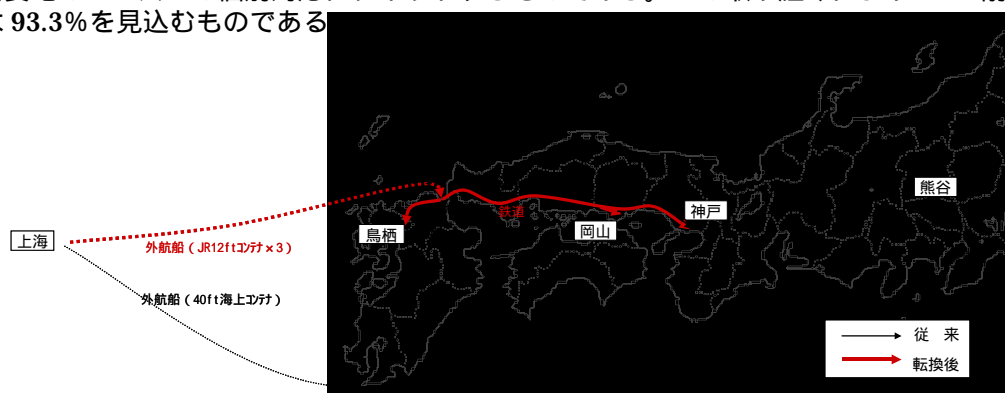 は 93.3％を見込むものである
熊谷
神戸
鉄道
岡山
鳥栖
上海
外航船（JR12ftｺﾝﾃﾅ×3）
外航船（40ft海上ｺﾝﾃﾅ）
従　来
転換後